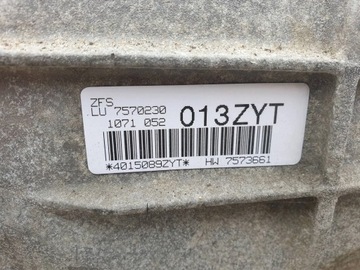 ZFS
LU 7570230
1071 052
013ZYT
*4015089ZYT*
HW 7573661